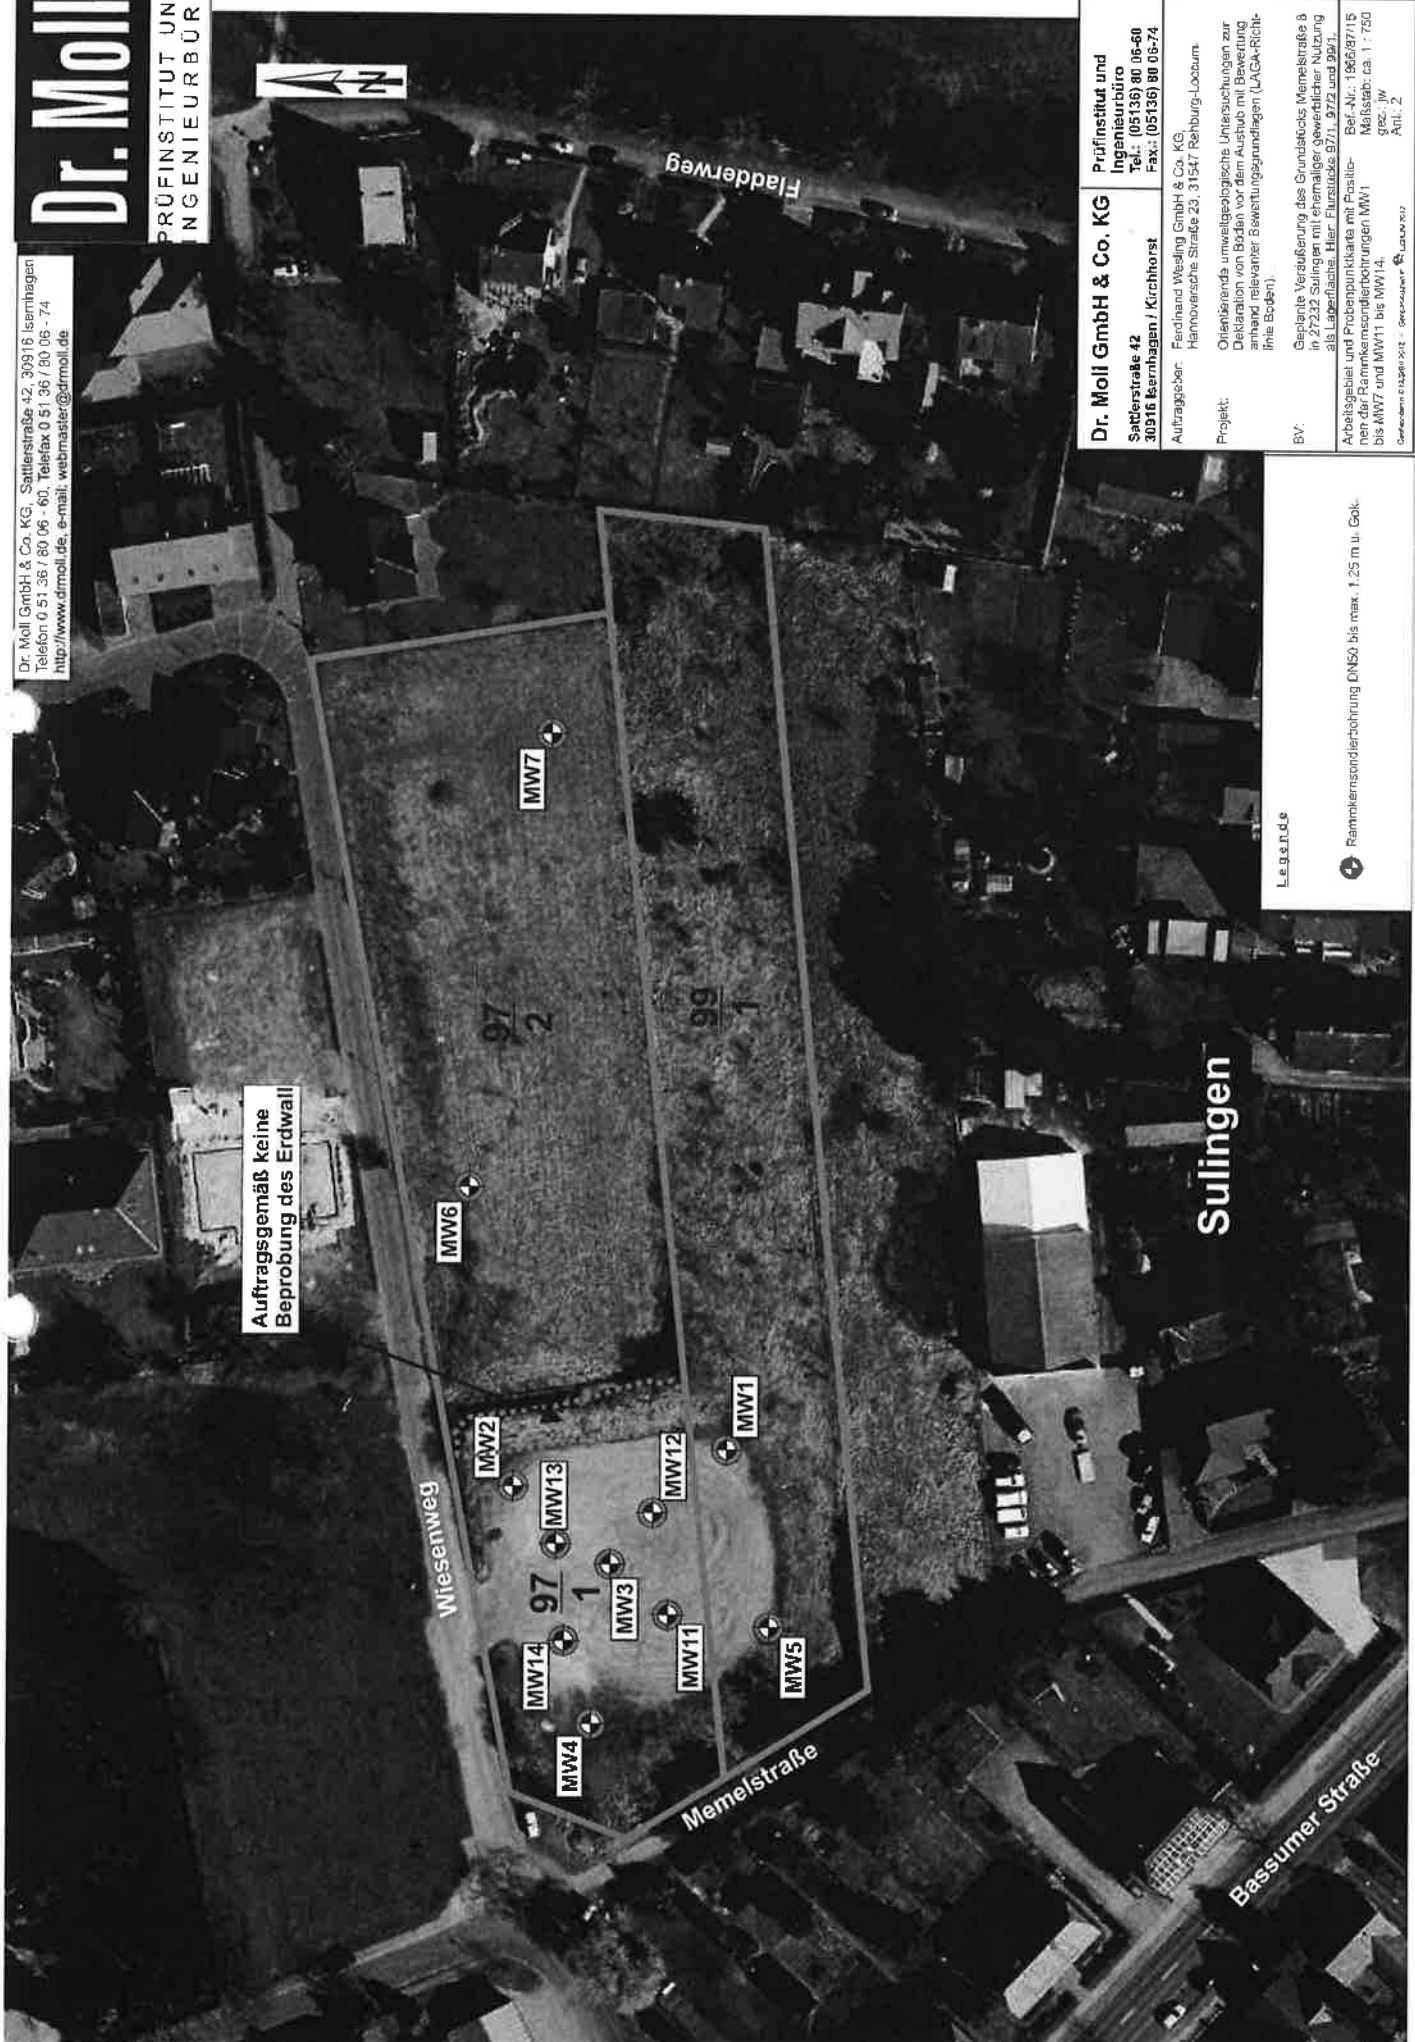 Dr. Moll
PRÜFINSTITUT UN
INGENIEURBÜR
Dr. Moll GmbH & Co. KG, Sattlerstraße 42, 30916 Isernhagen
Telefon 0 51 36 / 80 06 - 60, Telefax 0 51 36 / 80 06 - 74
http://www.drmoll.de, e-mail: webmaster@drmoll.de
N
Fladderweg
Auftragsgemäß keine
Beprobung des Erdwall
Wiesenweg
MW7
MW6
97
2
99
1
MW2
MW13
MW12
MW1
97
1
MW3
MW14
MW11
MW5
MW4
Memelstraße
Bassumer Straße
Sulingen
Legende
Rammkernsondierbohrung DN50 bis max. 1.25 m u. Gok.
Dr. Moll GmbH & Co. KG
Sattlerstraße 42
30916 Isernhagen / Kirchhorst
Prüfinstitut und
Ingenieurbüro
Tel.: (05136) 80 06-60
Fax.: (05136) 80 06-74
Auftraggeber: Ferdinand Wesling GmbH & Co. KG,
Hannoversche Straße 23, 31547 Rehburg-Loccum.
Projekt: Orientierende umweltgeologische Untersuchungen zur
Deklaration von Böden vor dem Aushub mit Bewertung
anhand relevanter Bewertungsgrundlagen (LAGA-Richt-
linie Boden).
BV: Geplante Veräußerung des Grundstücks Memelstraße 8
in 27232 Sulingen mit ehemaliger gewerblicher Nutzung
als Lagerfläche. Hier: Flurstücke 97/1, 97/2 und 99/1.
Arbeitsgebiet und Probenpunktkarte mit Positio-
nen der Rammkernsondierbohrungen MW1
bis MW7 und MW11 bis MW14.
Bef.-Nr.: 1966/87/15
Maßstab: ca. 1 : 750
gez.: jw
Anl.: 2